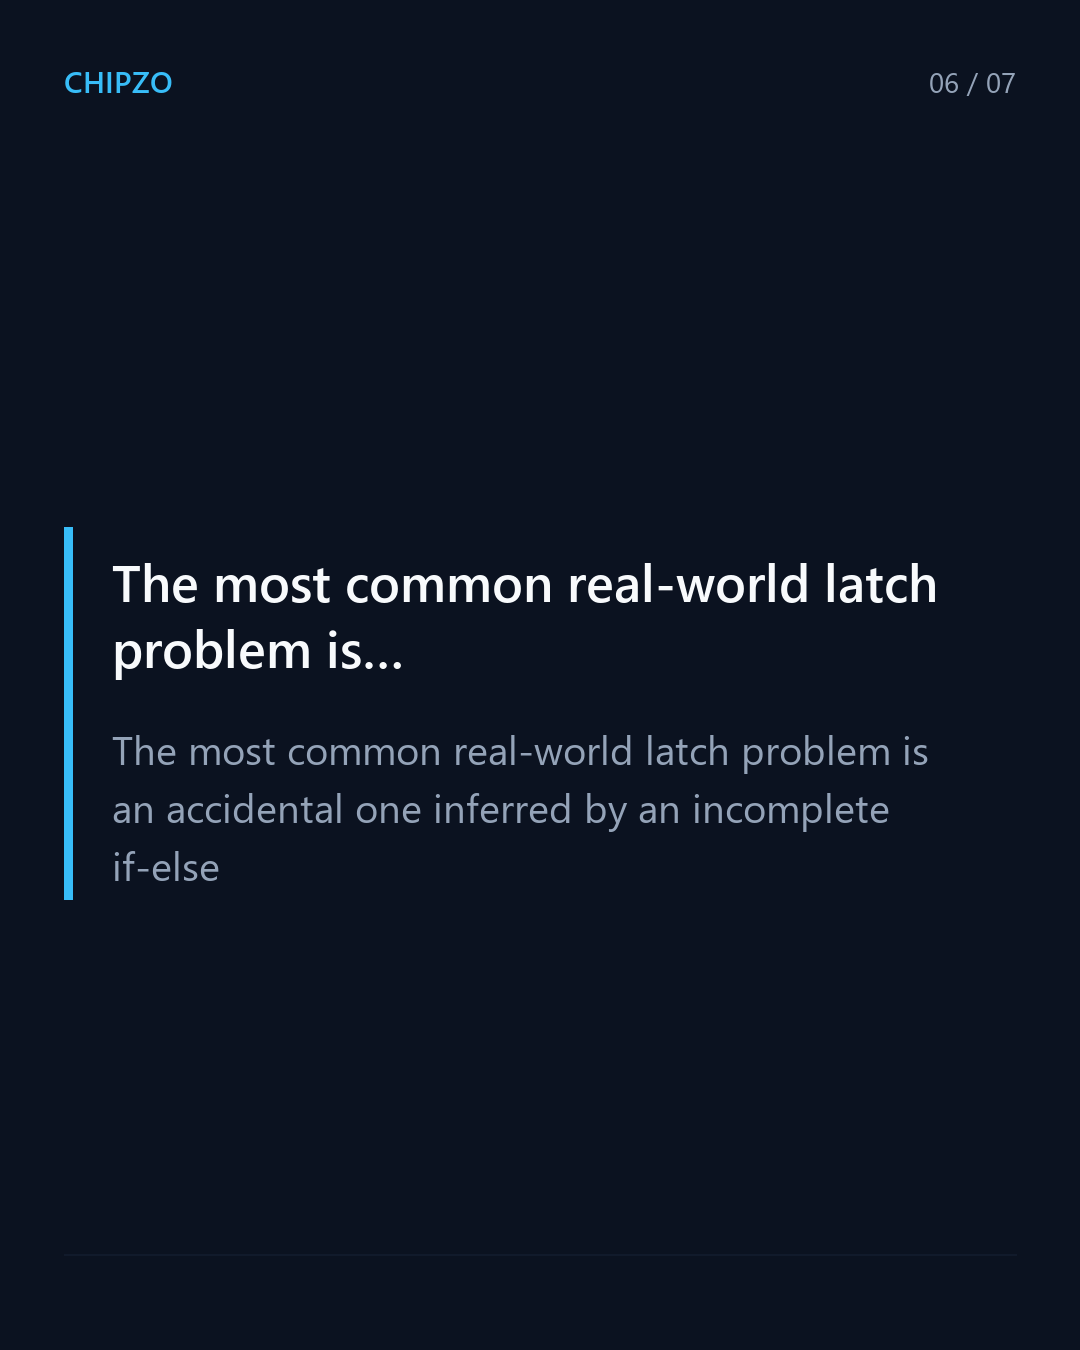 CHIPZO
06 / 07
The most common real-world latch
problem is...
The most common real-world latch problem is
an accidental one inferred by an incomplete
if-else